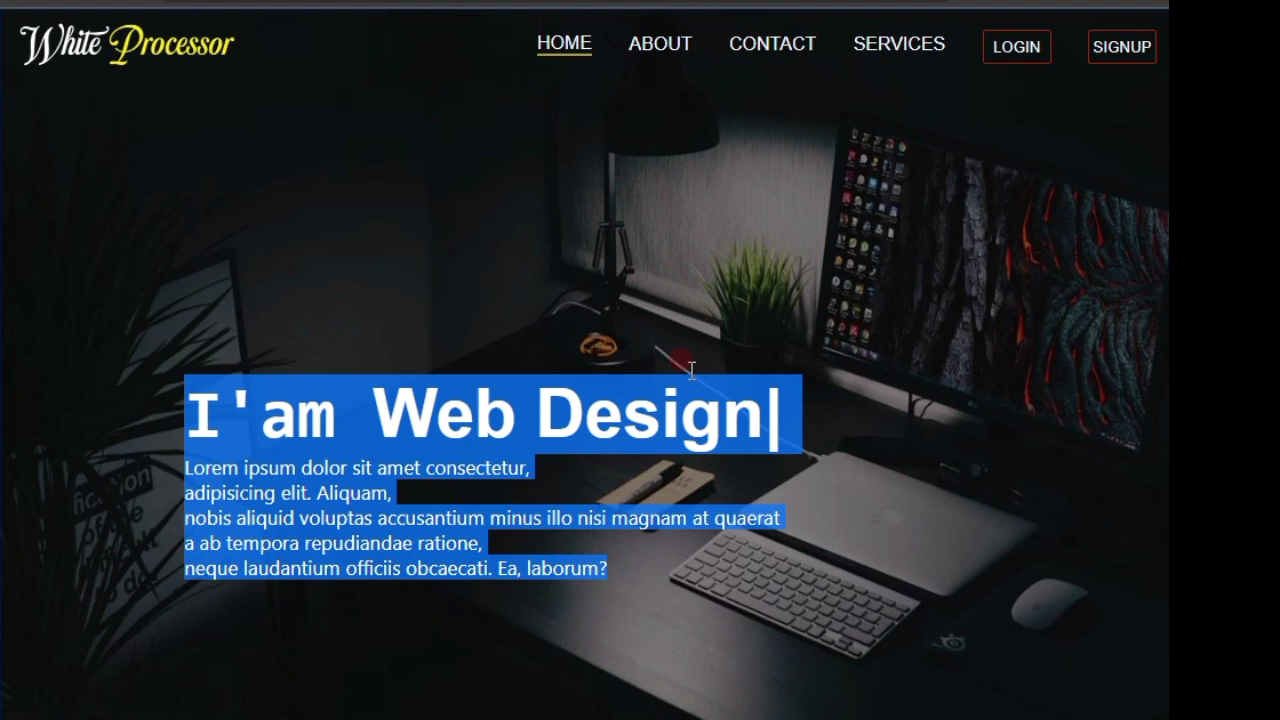 White Processor
HOME ABOUT CONTACT SERVICES LOGIN SIGNUP
I'am Web Design|
Lorem ipsum dolor sit amet consectetur,
adipisicing elit. Aliquam,
nobis aliquid voluptas accusantium minus illo nisi magnam at quaerat
a ab tempora repudiandae ratione,
neque laudantium officiis obcaecati. Ea, laborum?